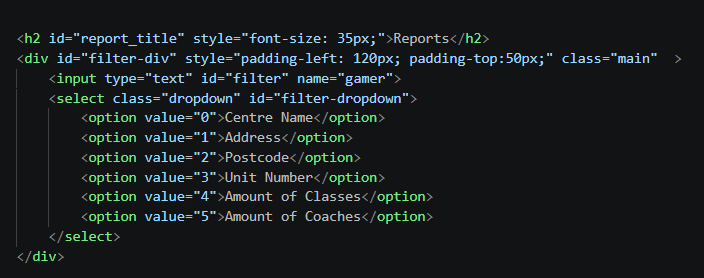 <h2 id="report_title" style="font-size: 35px;">Reports</h2>
<div id="filter-div" style="padding-left: 120px; padding-top:50px;" class="main"  >
    <input type="text" id="filter" name="gamer">
    <select class="dropdown" id="filter-dropdown">
        <option value="0">Centre Name</option>
        <option value="1">Address</option>
        <option value="2">Postcode</option>
        <option value="3">Unit Number</option>
        <option value="4">Amount of Classes</option>
        <option value="5">Amount of Coaches</option>
    </select>
</div>